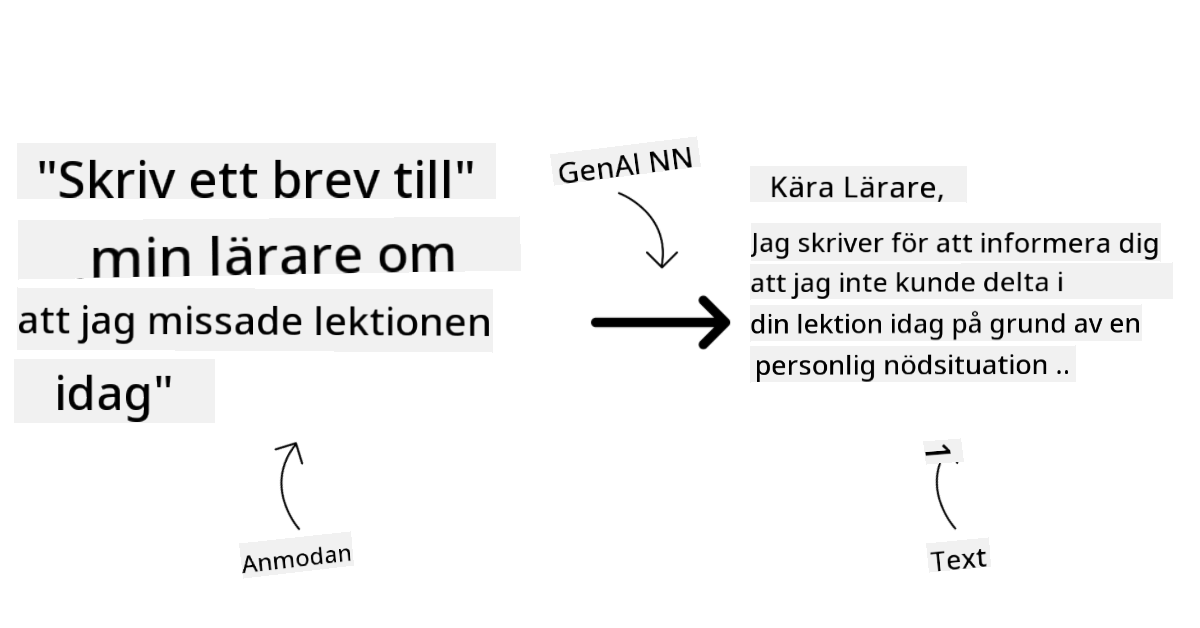 "Skriv ett brev till"
min lärare om
att jag missade lektionen
idag"
Anmodan
GenAI NN
Kära Lärare,
Jag skriver för att informera dig
att jag inte kunde delta i
din lektion idag på grund av en
personlig nödsituation ..
Text